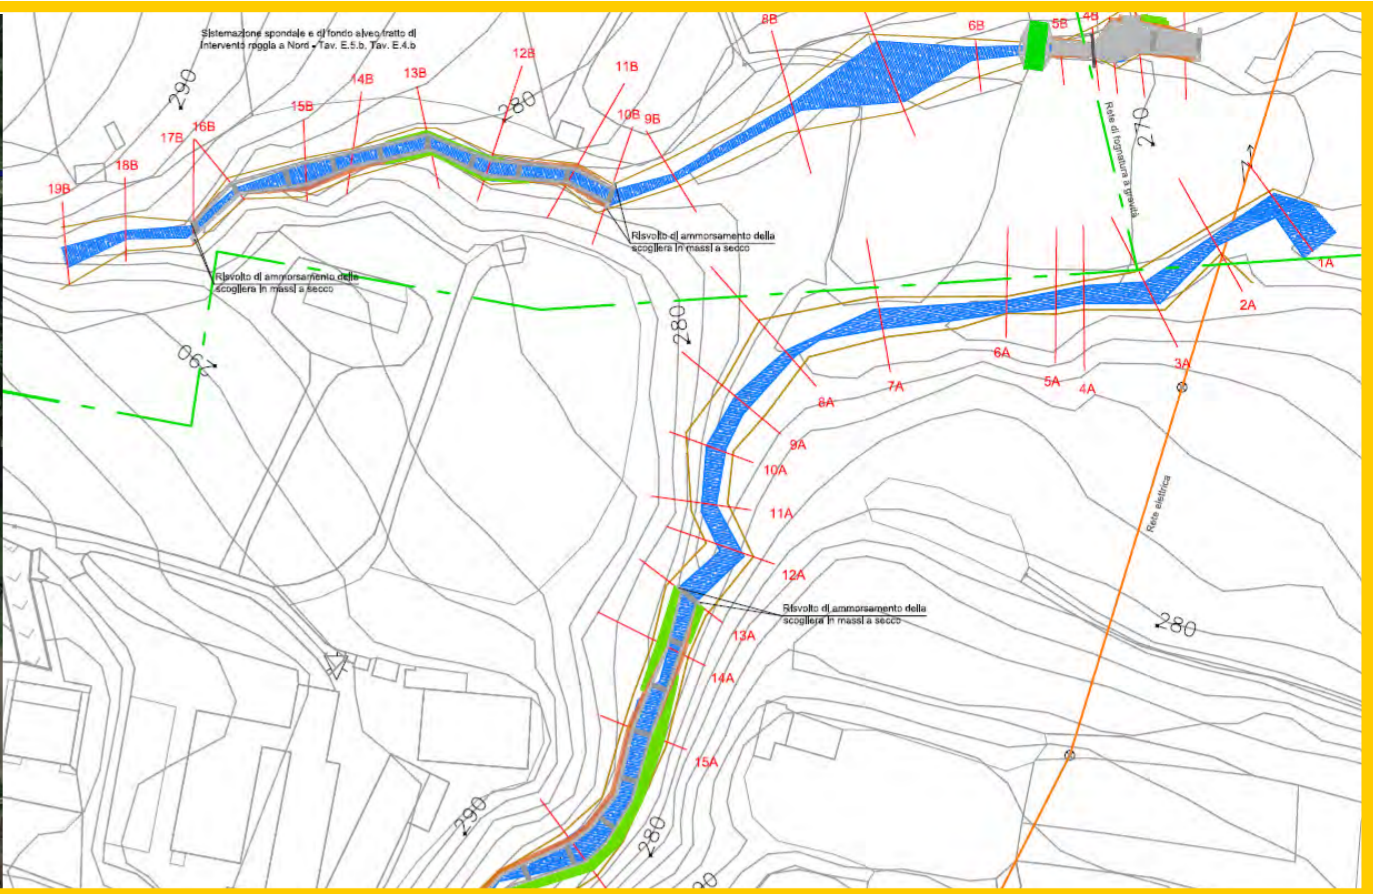 Sistemazione spondale e di fondo alveo tratto di
intervento roggia a Nord - Tav. E.5.b, Tav. E.4.b
8B
6B
5B
4B
290
12B
13B
14B
11B
280
15B
10B
9B
16B
17B
18B
19B
270
Rete di fognatura a gravità
Risvolto di ammorsamento della
scogliera in massi a secco
Risvolto di ammorsamento della
scogliera in massi a secco
1A
2A
280
290
6A
3A
5A
4A
7A
8A
9A
10A
11A
Rete elettrica
12A
Risvolto di ammorsamento della
scogliera in massi a secco
280
13A
14A
15A
290
280